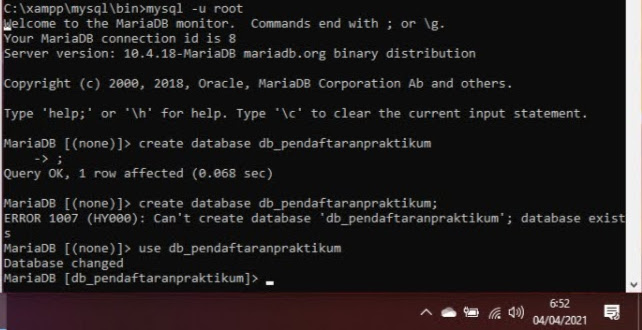 C:\xampp\mysql\bin>mysql -u root
Welcome to the MariaDB monitor.  Commands end with ; or \g.
Your MariaDB connection id is 8
Server version: 10.4.18-MariaDB mariadb.org binary distribution
Copyright (c) 2000, 2018, Oracle, MariaDB Corporation Ab and others.
Type 'help;' or '\h' for help. Type '\c' to clear the current input statement.
MariaDB [(none)]> create database db_pendaftaranpraktikum
    -> ;
Query OK, 1 row affected (0.068 sec)
MariaDB [(none)]> create database db_pendaftaranpraktikum;
ERROR 1007 (HY000): Can't create database 'db_pendaftaranpraktikum'; database exist
s
MariaDB [(none)]> use db_pendaftaranpraktikum
Database changed
MariaDB [db_pendaftaranpraktikum]>
6:52
04/04/2021